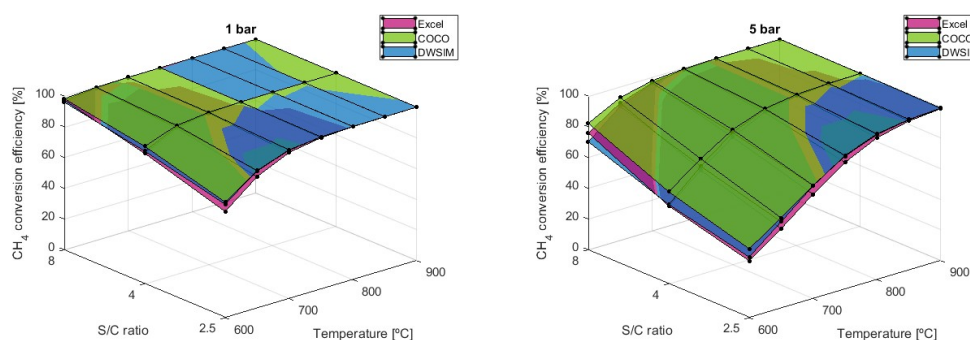 1 bar
Excel
COCO
DWSIM
CH4 conversion efficiency [%]
100
80
60
40
20
0
8
4
2.5
S/C ratio
600
700
800
900
Temperature [ºC]
5 bar
Excel
COCO
DWSIM
CH4 conversion efficiency [%]
100
80
60
40
20
0
8
4
2.5
S/C ratio
600
700
800
900
Temperature [ºC]